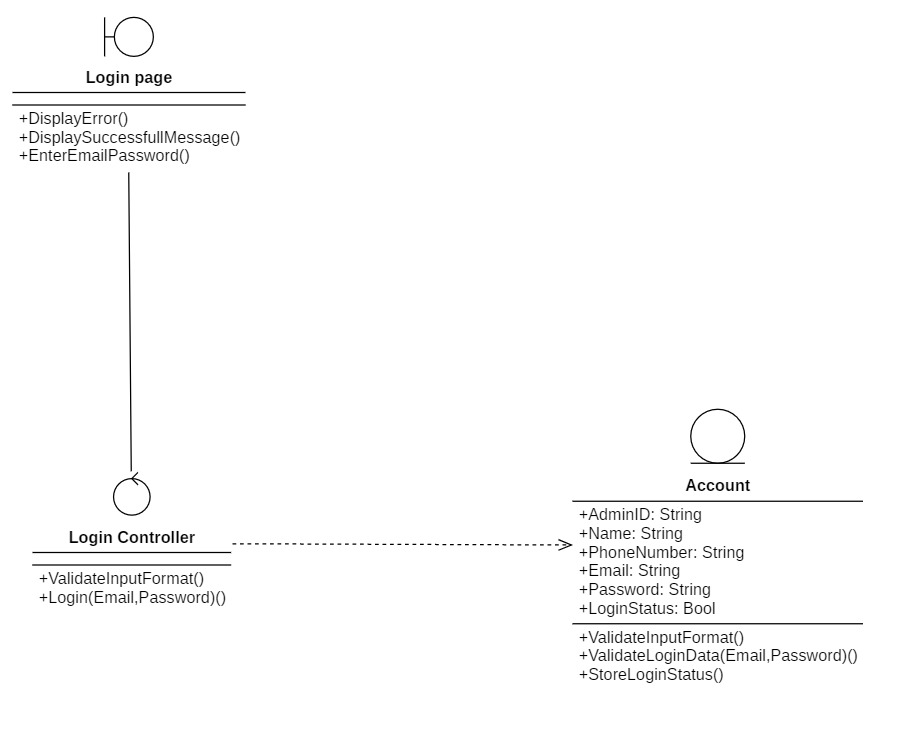 Login page
+DisplayError()
+DisplaySuccessfullMessage()
+EnterEmailPassword()
Login Controller
+ValidateInputFormat()
+Login(Email,Password)()
Account
+AdminID: String
+Name: String
+PhoneNumber: String
+Email: String
+Password: String
+LoginStatus: Bool
+ValidateInputFormat()
+ValidateLoginData(Email,Password)()
+StoreLoginStatus()